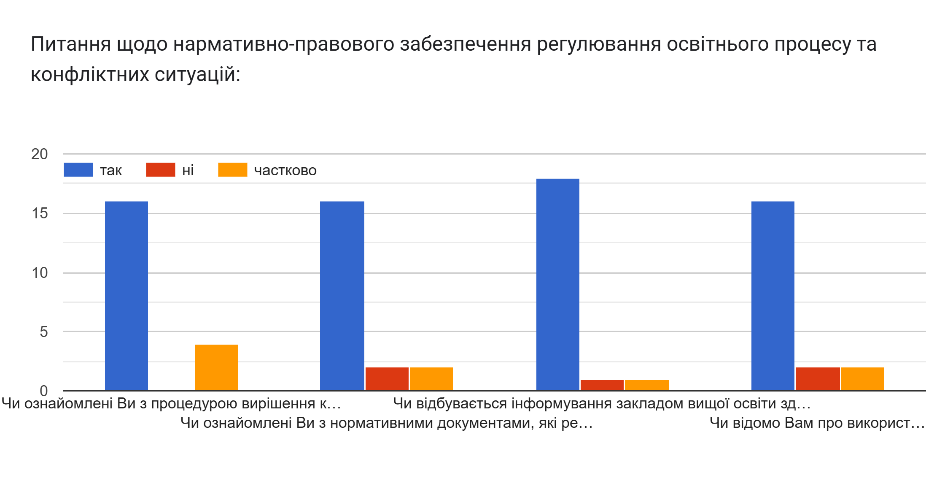 Питання щодо нармативно-правового забезпечення регулювання освітнього процесу та
конфліктних ситуацій:
20
так ні частково
15
10
5
0
Чи ознайомлені Ви з процедурою вирішення к… Чи відбувається інформування закладом вищої освіти зд…
Чи ознайомлені Ви з нормативними документами, які ре… Чи відомо Вам про використ…